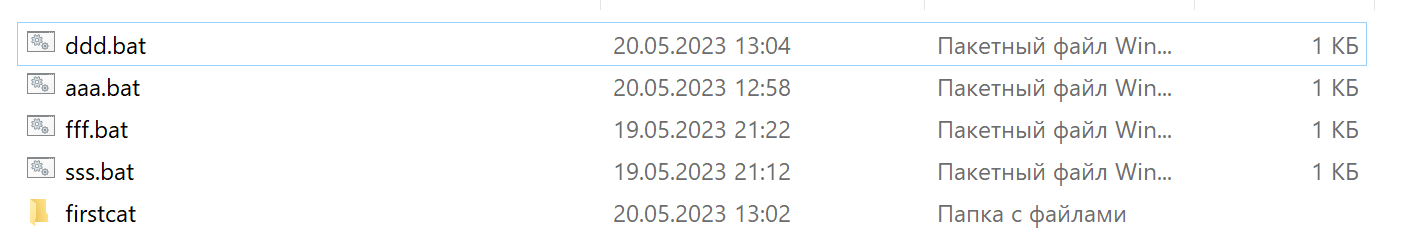 ddd.bat 20.05.2023 13:04 Пакетный файл Win... 1 КБ
aaa.bat 20.05.2023 12:58 Пакетный файл Win... 1 КБ
fff.bat 19.05.2023 21:22 Пакетный файл Win... 1 КБ
sss.bat 19.05.2023 21:12 Пакетный файл Win... 1 КБ
firstcat 20.05.2023 13:02 Папка с файлами